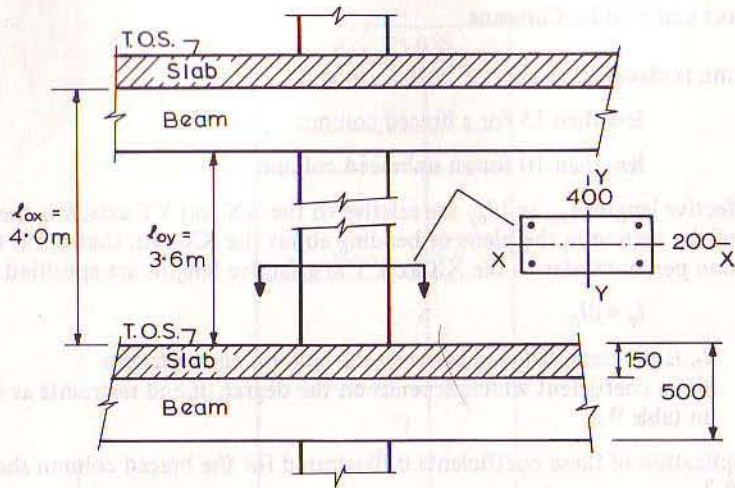 T.O.S.
Slab
Beam
ℓox =
4·0m
ℓoy =
3·6m
Y
400
200
X
X
Y
T.O.S.
Slab
150
500
Beam